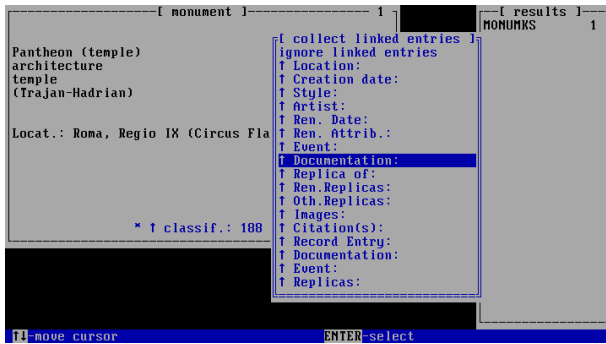 [ monument ] 1
[ results ]
MONUMKS 1
Pantheon (temple)
architecture
temple
(Trajan-Hadrian)
Locat.: Roma, Regio IX (Circus Fla
* ↑ classif.: 188
[ collect linked entries ]
ignore linked entries
↑ Location:
↑ Creation date:
↑ Style:
↑ Artist:
↑ Ren. Date:
↑ Ren. Attrib.:
↑ Event:
↑ Documentation:
↑ Replica of:
↑ Ren.Replicas:
↑ Oth.Replicas:
↑ Images:
↑ Citation(s):
↑ Record Entry:
↑ Documentation:
↑ Event:
↑ Replicas:
↑↓-move cursor ENTER-select